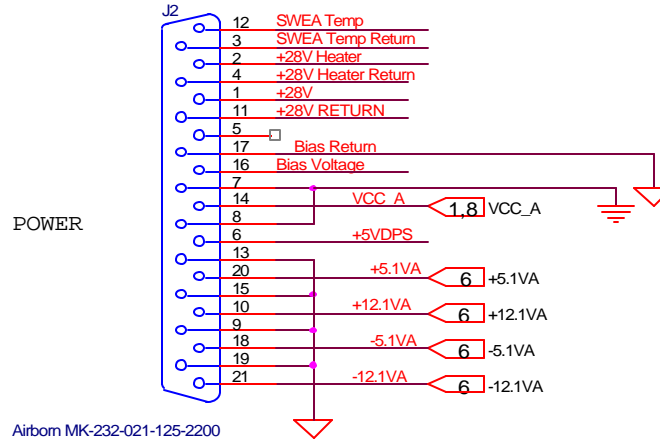 J2
12 SWEA Temp
3 SWEA Temp Return
2 +28V Heater
4 +28V Heater Return
1 +28V
11 +28V RETURN
5
17 Bias Return
16 Bias Voltage
7
14 VCC_A 1,8 VCC_A
8
POWER
6 +5VDPS
13
20 +5.1VA 6 +5.1VA
15
10 +12.1VA 6 +12.1VA
9
18 -5.1VA 6 -5.1VA
19
21 -12.1VA 6 -12.1VA
Airborn MK-232-021-125-2200